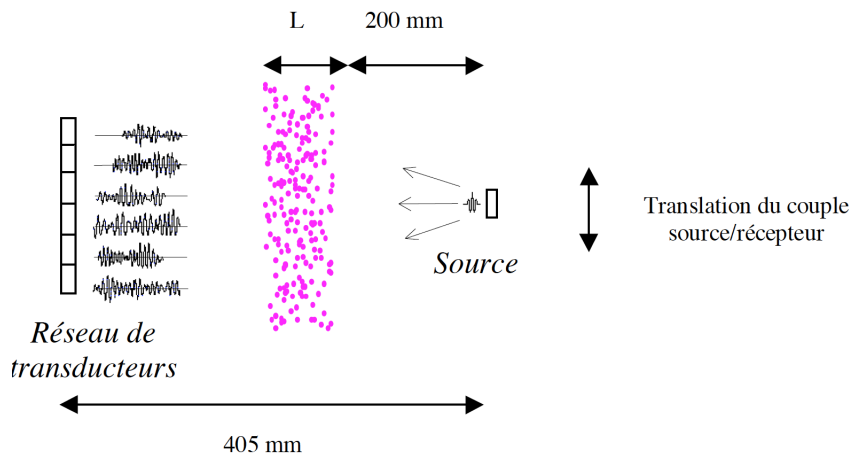 L
200 mm
Translation du couple
source/récepteur
Source
Réseau de
transducteurs
405 mm